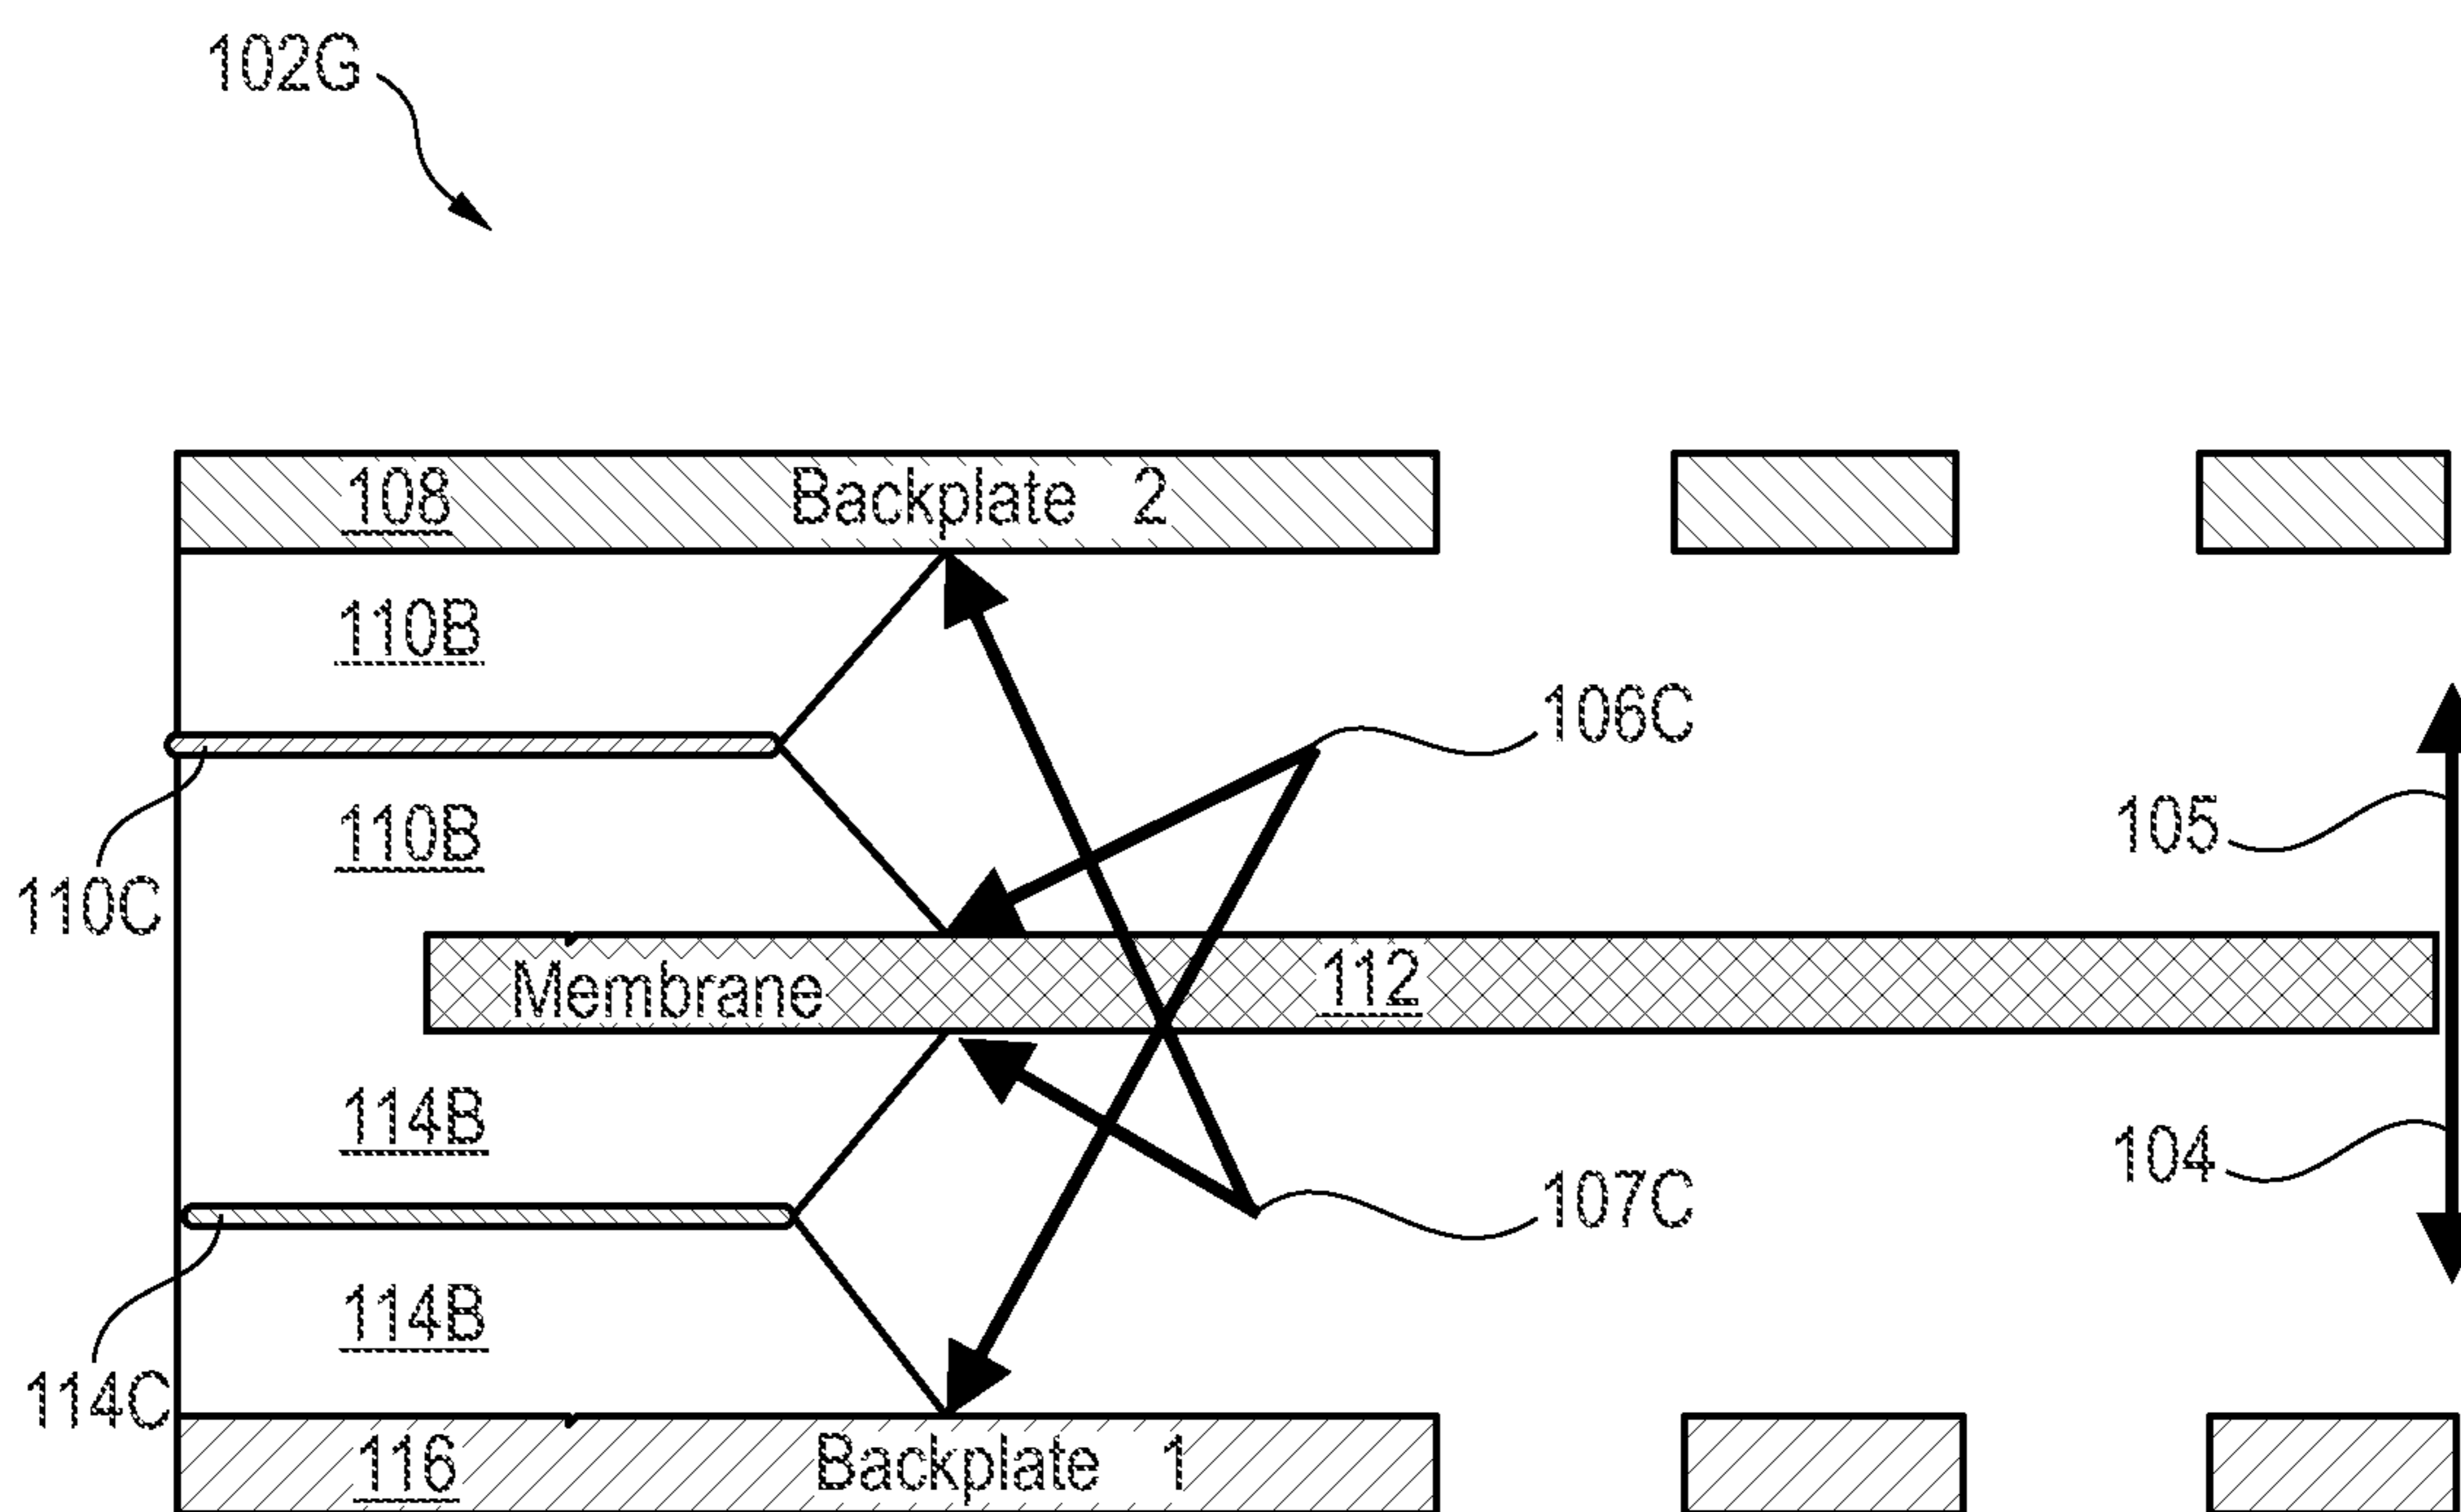 102G
108 Backplate 2
110B
106C
105
110B
110C
Membrane 112
114B
104
107C
114B
114C
116 Backplate 1